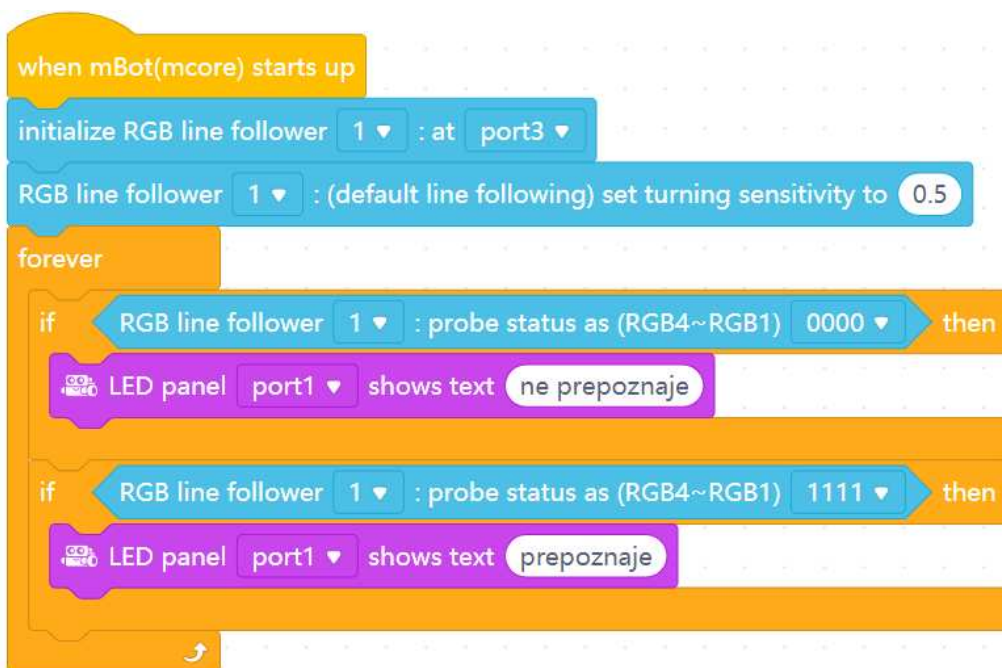 when mBot(mcore) starts up
initialize RGB line follower 1 : at port3
RGB line follower 1 : (default line following) set turning sensitivity to 0.5
forever
if RGB line follower 1 : probe status as (RGB4~RGB1) 0000 then
LED panel port1 shows text ne prepoznaje
if RGB line follower 1 : probe status as (RGB4~RGB1) 1111 then
LED panel port1 shows text prepoznaje